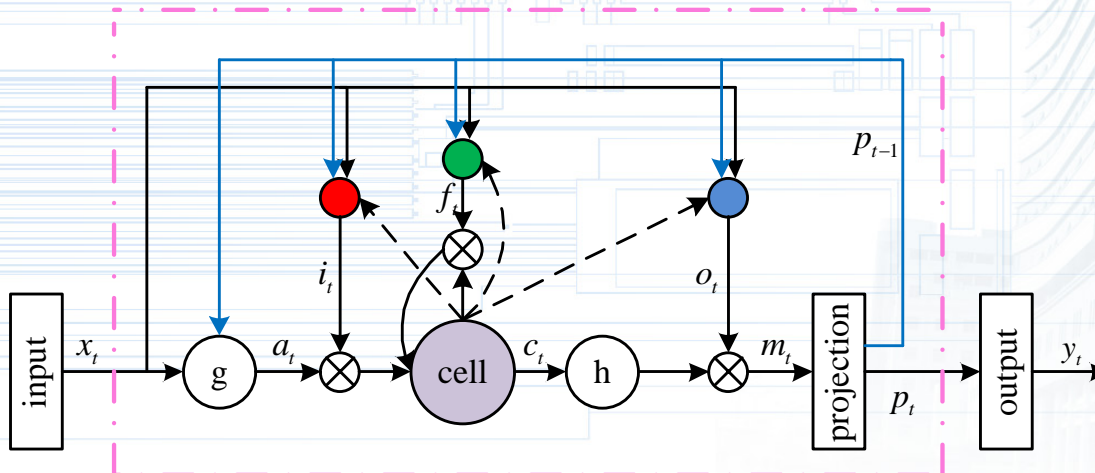 p_{t-1}
f_t
i_t
o_t
input
x_t
g
a_t
cell
c_t
h
m_t
projection
p_t
output
y_t